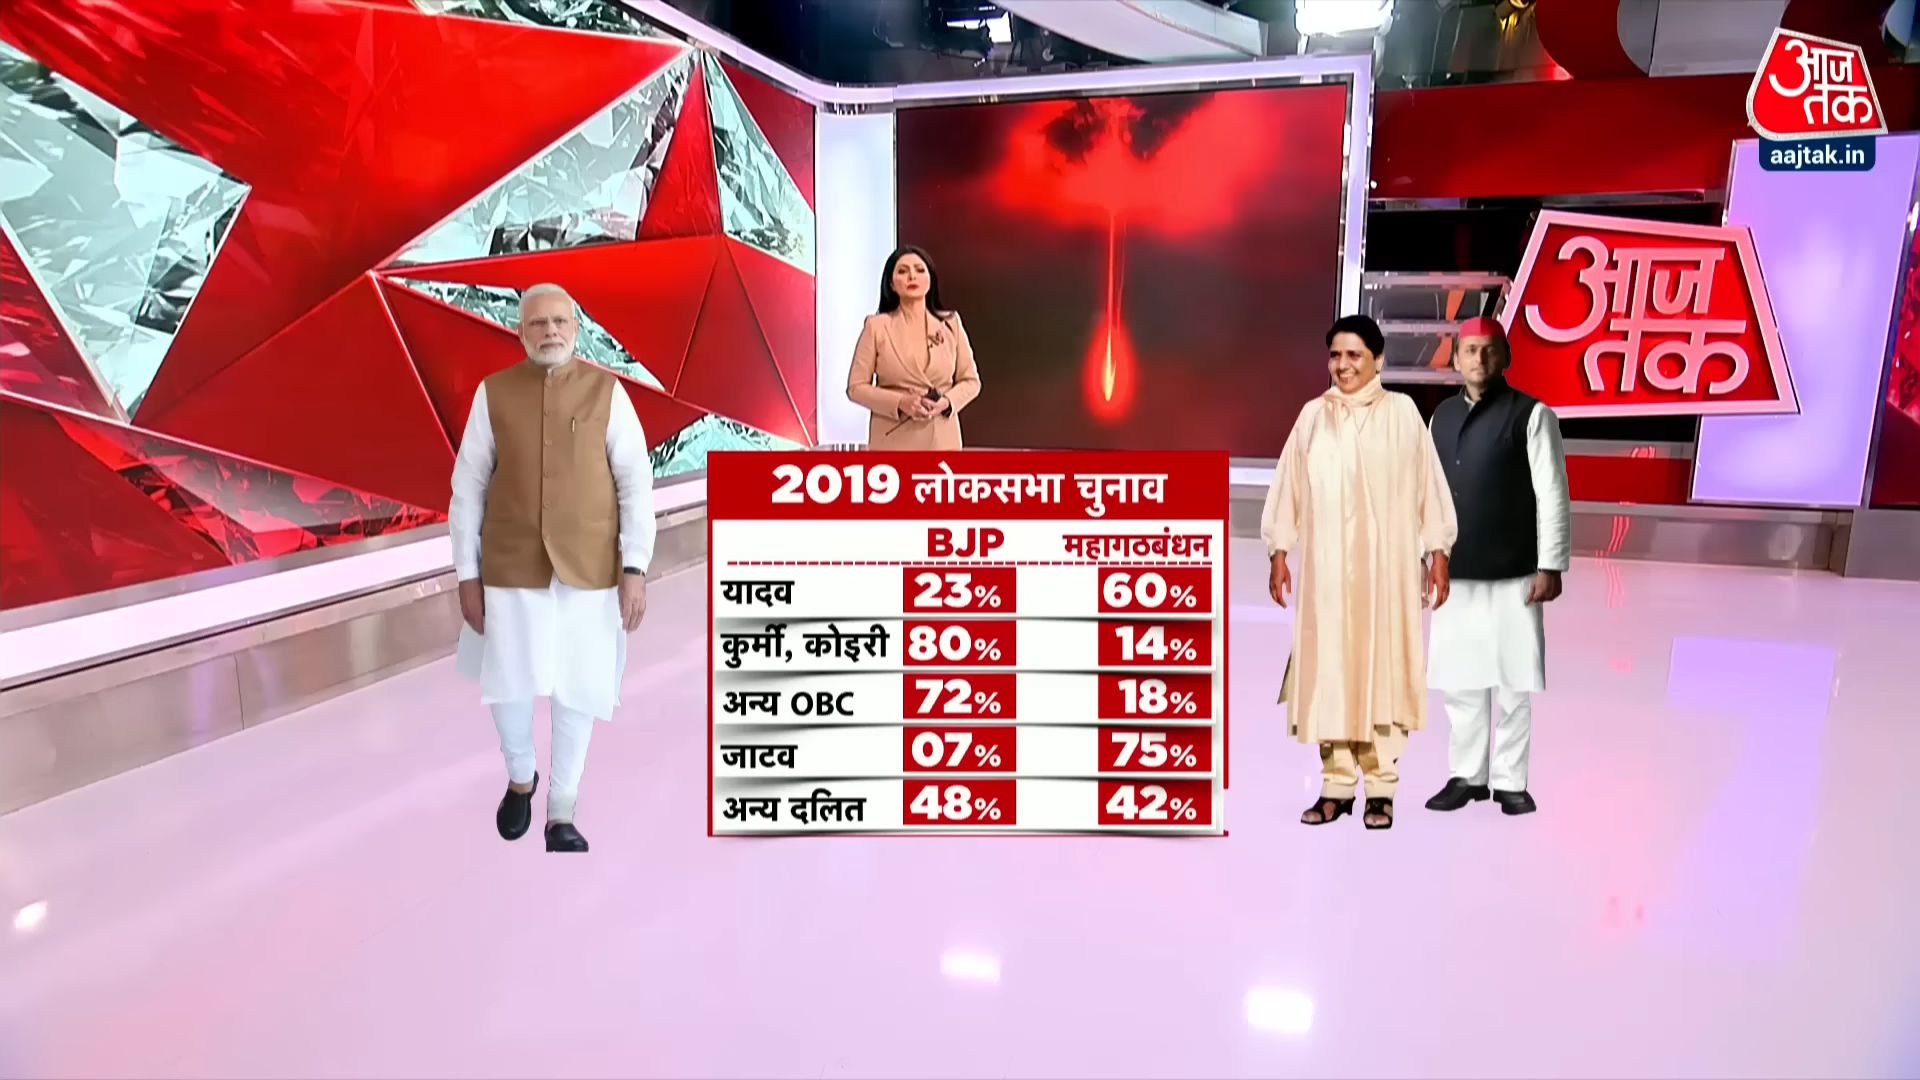 आज
तक
aajtak.in
आज
तक
2019 लोकसभा चुनाव
BJP महागठबंधन
यादव 23% 60%
कुर्मी, कोइरी 80% 14%
अन्य OBC 72% 18%
जाटव 07% 75%
अन्य दलित 48% 42%